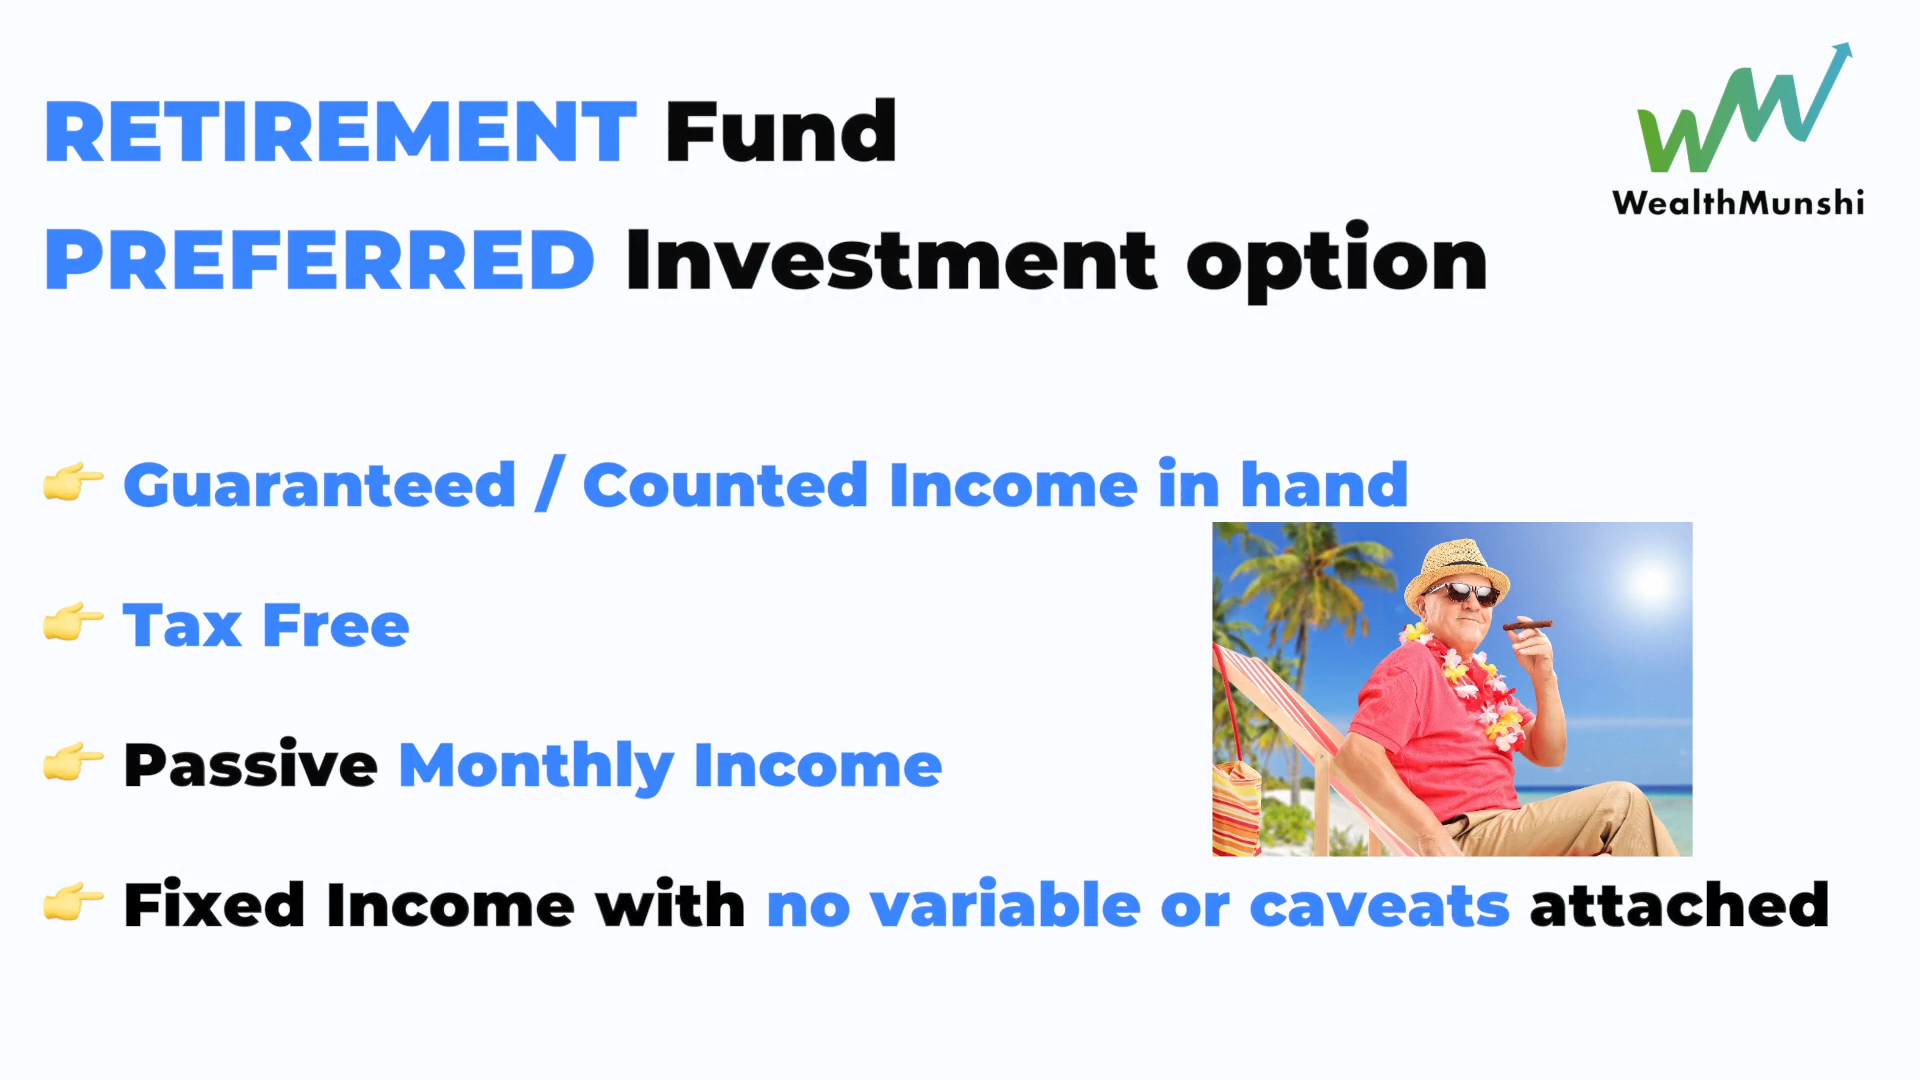 RETIREMENT Fund
PREFERRED Investment option
WealthMunshi
👉 Guaranteed / Counted Income in hand
👉 Tax Free
👉 Passive Monthly Income
👉 Fixed Income with no variable or caveats attached